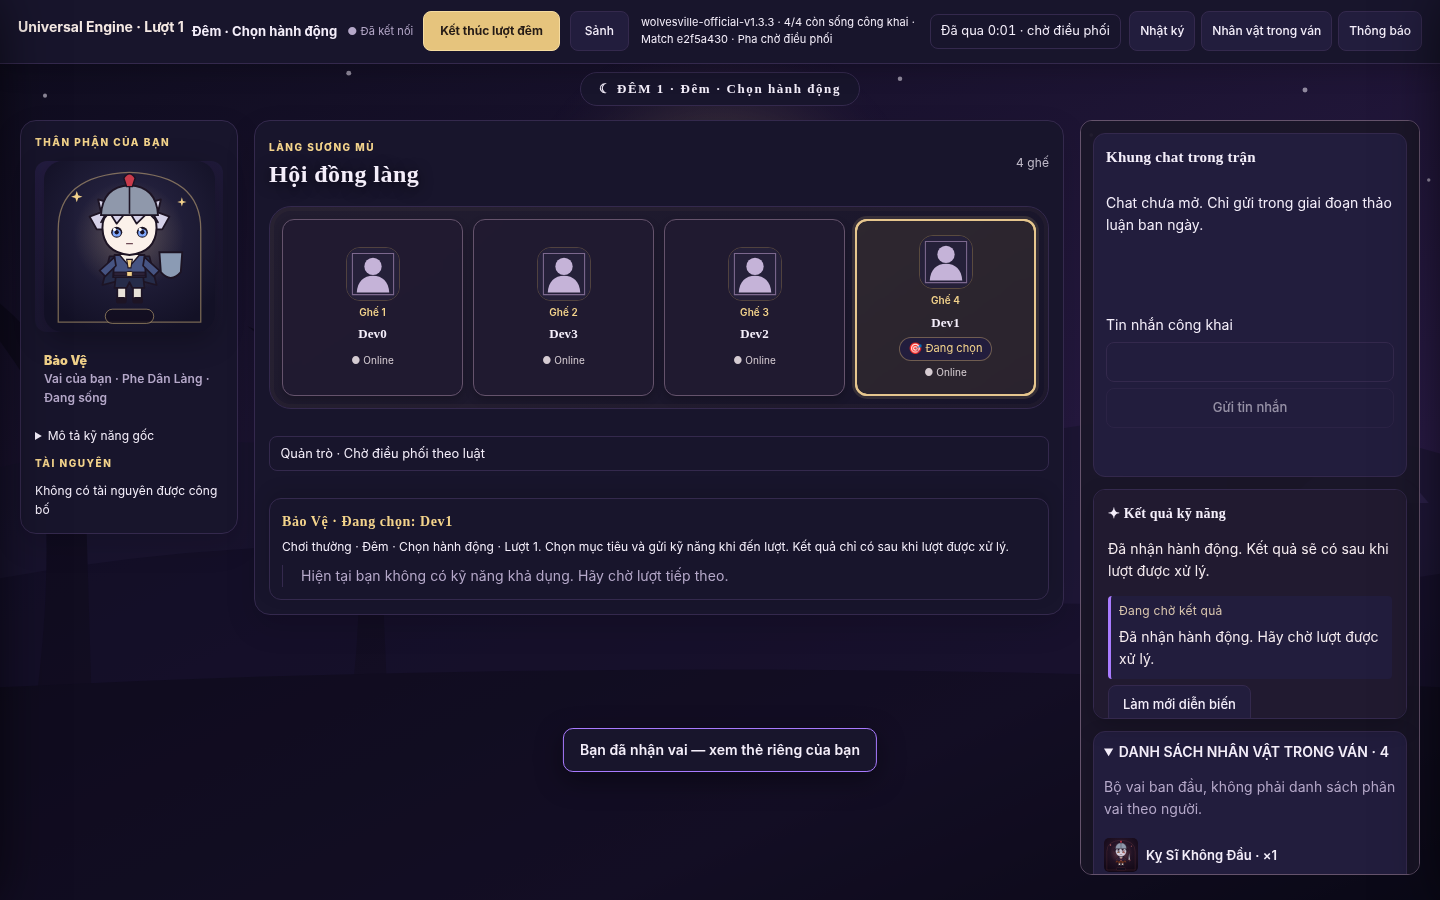 Universal Engine · Lượt 1
Đêm · Chọn hành động
Đã kết nối
Kết thúc lượt đêm
Sảnh
wolvesville-official-v1.3.3 · 4/4 còn sống công khai ·
Match e2f5a430 · Pha chờ điều phối
Đã qua 0:01 · chờ điều phối
Nhật ký
Nhân vật trong ván
Thông báo
☾ ĐÊM 1 · Đêm · Chọn hành động
THÂN PHẬN CỦA BẠN
Bảo Vệ
Vai của bạn · Phe Dân Làng ·
Đang sống
Mô tả kỹ năng gốc
TÀI NGUYÊN
Không có tài nguyên được công
bố
LÀNG SƯƠNG MÙ
Hội đồng làng
4 ghế
Ghế 1
Dev0
Online
Ghế 2
Dev3
Online
Ghế 3
Dev2
Online
Ghế 4
Dev1
🎯 Đang chọn
Online
Quản trò · Chờ điều phối theo luật
Bảo Vệ · Đang chọn: Dev1
Chơi thường · Đêm · Chọn hành động · Lượt 1. Chọn mục tiêu và gửi kỹ năng khi đến lượt. Kết quả chỉ có sau khi lượt được xử lý.
Hiện tại bạn không có kỹ năng khả dụng. Hãy chờ lượt tiếp theo.
Bạn đã nhận vai — xem thẻ riêng của bạn
Khung chat trong trận
Chat chưa mở. Chỉ gửi trong giai đoạn thảo
luận ban ngày.
Tin nhắn công khai
Gửi tin nhắn
✦ Kết quả kỹ năng
Đã nhận hành động. Kết quả sẽ có sau khi
lượt được xử lý.
Đang chờ kết quả
Đã nhận hành động. Hãy chờ lượt được
xử lý.
Làm mới diễn biến
DANH SÁCH NHÂN VẬT TRONG VÁN · 4
Bộ vai ban đầu, không phải danh sách phân
vai theo người.
Kỵ Sĩ Không Đầu · ×1